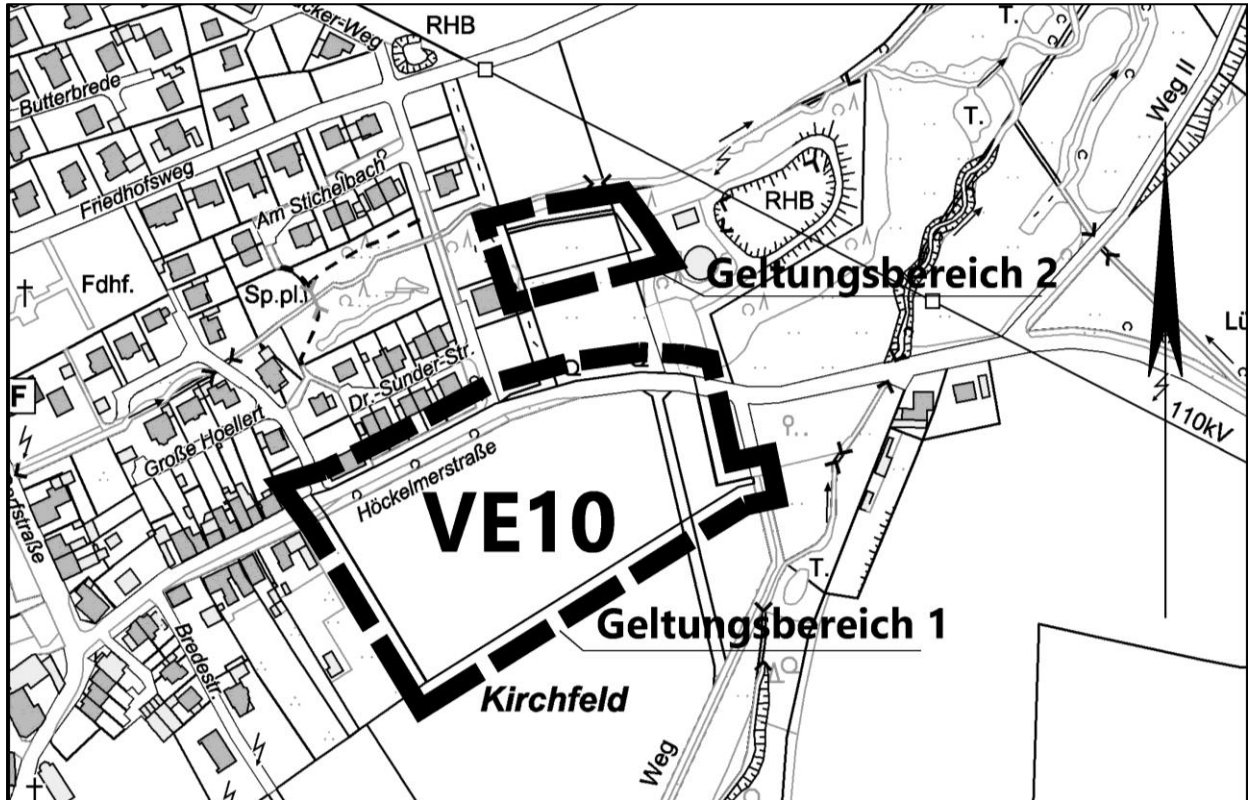 RHB
T.
Butterbrede
Weg II
Friedhofsweg
T.
Am Stichelbach
RHB
Fdhf.
Sp.pl.
Geltungsbereich 2
Dr.-Sünder-Str.
F
Große Hoellert
110kV
Höckelmerstraße
VE10
T.
Geltungsbereich 1
Bredestr.
Kirchfeld
Weg